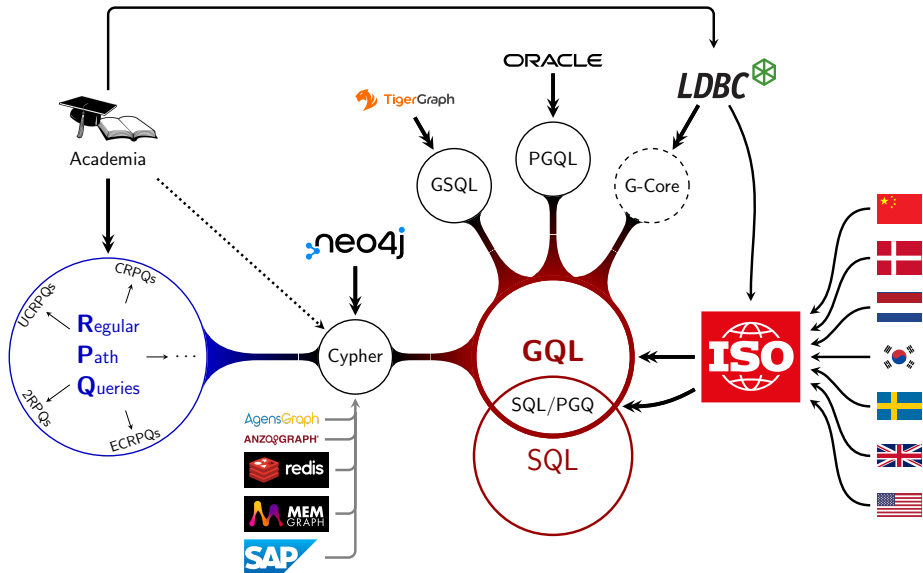 ORACLE
LDBC
TigerGraph
Academia
GSQL
PGQL
G-Core
neo4j
CRPQs
UCRPQs
Regular
Path
Queries
...
2RPQs
ECRPQs
Cypher
GQL
SQL/PGQ
SQL
ISO
AgensGraph
ANZOGRAPH®
redis
MEM
GRAPH
SAP